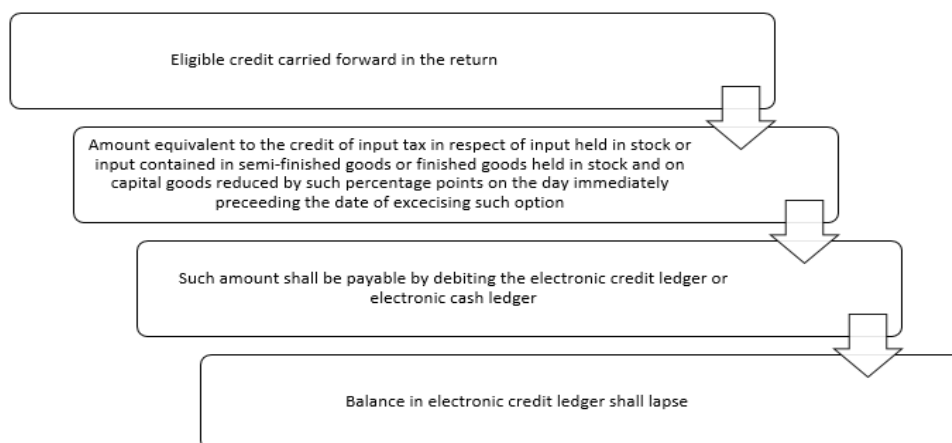 Eligible credit carried forward in the return
Amount equivalent to the credit of input tax in respect of input held in stock or
input contained in semi-finished goods or finished goods held in stock and on
capital goods reduced by such percentage points on the day immediately
preceeding the date of excecising such option
Such amount shall be payable by debiting the electronic credit ledger or
electronic cash ledger
Balance in electronic credit ledger shall lapse